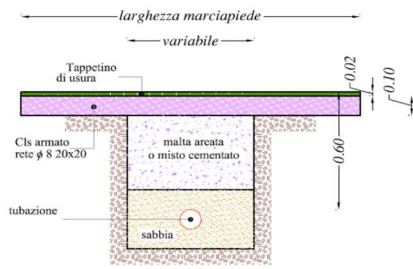 larghezza marciapiede
variabile
Tappetino
di usura
0.02
0.10
Cls armato
rete ϕ 8 20x20
malta areata
o misto cementato
0.60
tubazione
sabbia